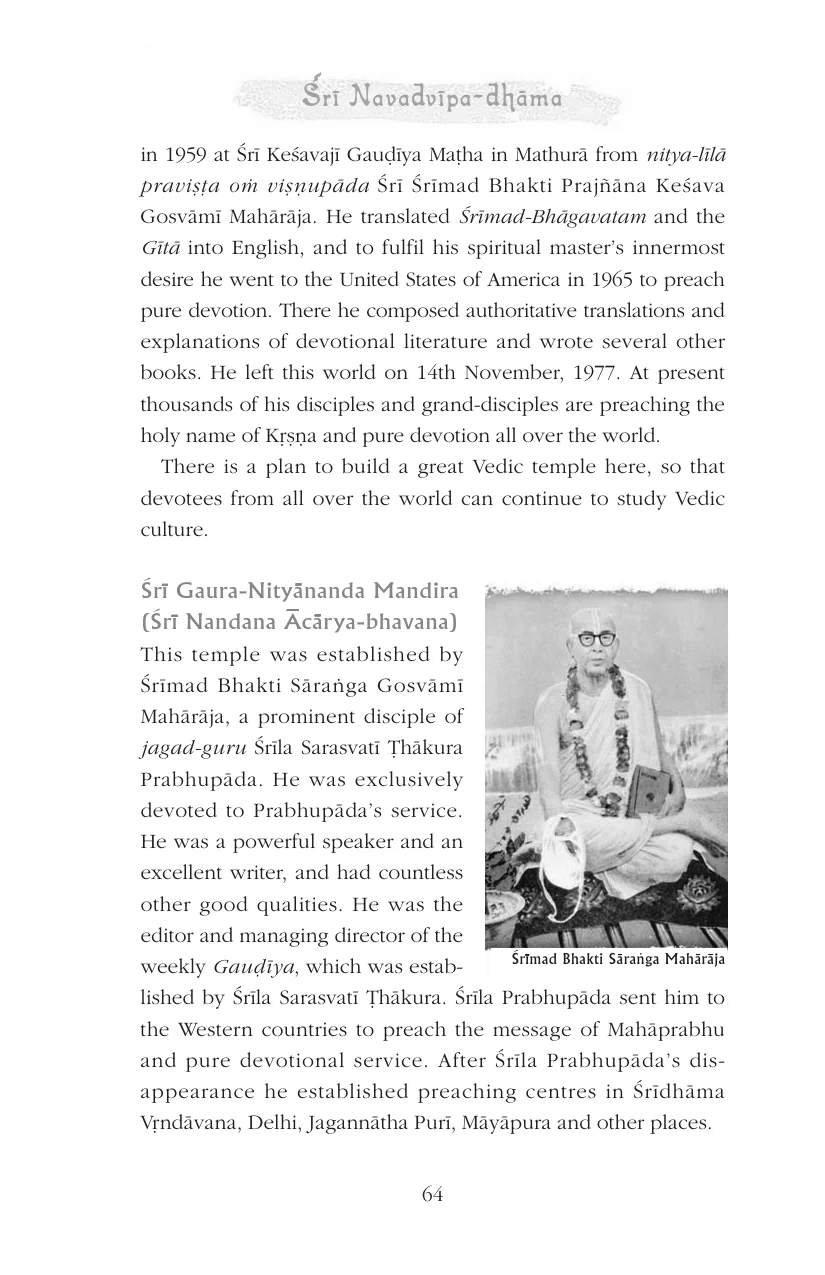 Śrī Navadvīpa-dhāma
in 1959 at Śrī Keśavajī Gauḍīya Maṭha in Mathurā from nitya-līlā
praviṣṭa oṁ viṣṇupāda Śrī Śrīmad Bhakti Prajñāna Keśava
Gosvāmī Mahārāja. He translated Śrīmad-Bhāgavatam and the
Gītā into English, and to fulfil his spiritual master’s innermost
desire he went to the United States of America in 1965 to preach
pure devotion. There he composed authoritative translations and
explanations of devotional literature and wrote several other
books. He left this world on 14th November, 1977. At present
thousands of his disciples and grand-disciples are preaching the
holy name of Kṛṣṇa and pure devotion all over the world.
There is a plan to build a great Vedic temple here, so that
devotees from all over the world can continue to study Vedic
culture.
Śrī Gaura-Nityānanda Mandira
(Śrī Nandana Ācārya-bhavana)
This temple was established by
Śrīmad Bhakti Sāraṅga Gosvāmī
Mahārāja, a prominent disciple of
jagad-guru Śrīla Sarasvatī Ṭhākura
Prabhupāda. He was exclusively
devoted to Prabhupāda’s service.
He was a powerful speaker and an
excellent writer, and had countless
other good qualities. He was the
editor and managing director of the
weekly Gauḍīya, which was estab-
Śrīmad Bhakti Sāraṅga Mahārāja
lished by Śrīla Sarasvatī Ṭhākura. Śrīla Prabhupāda sent him to
the Western countries to preach the message of Mahāprabhu
and pure devotional service. After Śrīla Prabhupāda’s dis-
appearance he established preaching centres in Śrīdhāma
Vṛndāvana, Delhi, Jagannātha Purī, Māyāpura and other places.
64